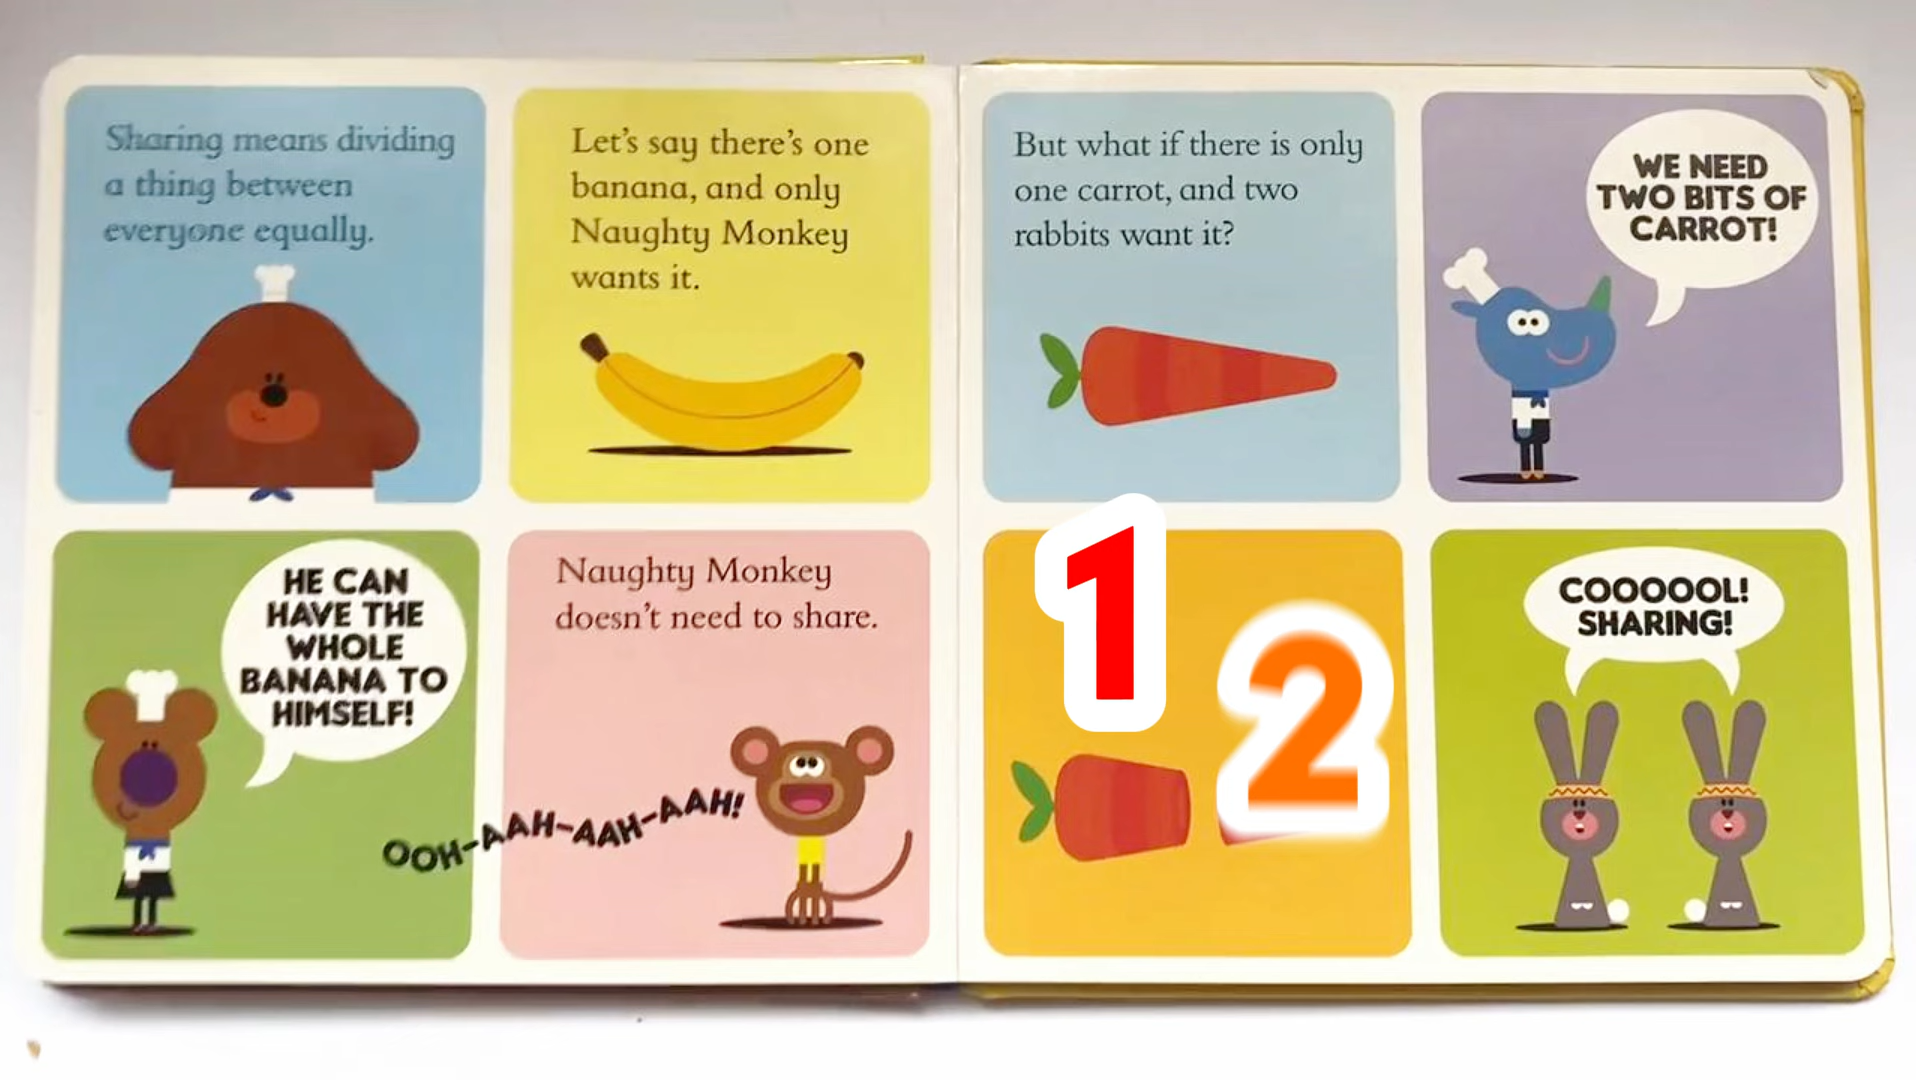 Sharing means dividing
a thing between
everyone equally.
Let's say there's one
banana, and only
Naughty Monkey
wants it.
HE CAN
HAVE THE
WHOLE
BANANA TO
HIMSELF!
Naughty Monkey
doesn't need to share.
OOH-AAH-AAH-AAH!
But what if there is only
one carrot, and two
rabbits want it?
WE NEED
TWO BITS OF
CARROT!
1
2
COOOOOL!
SHARING!